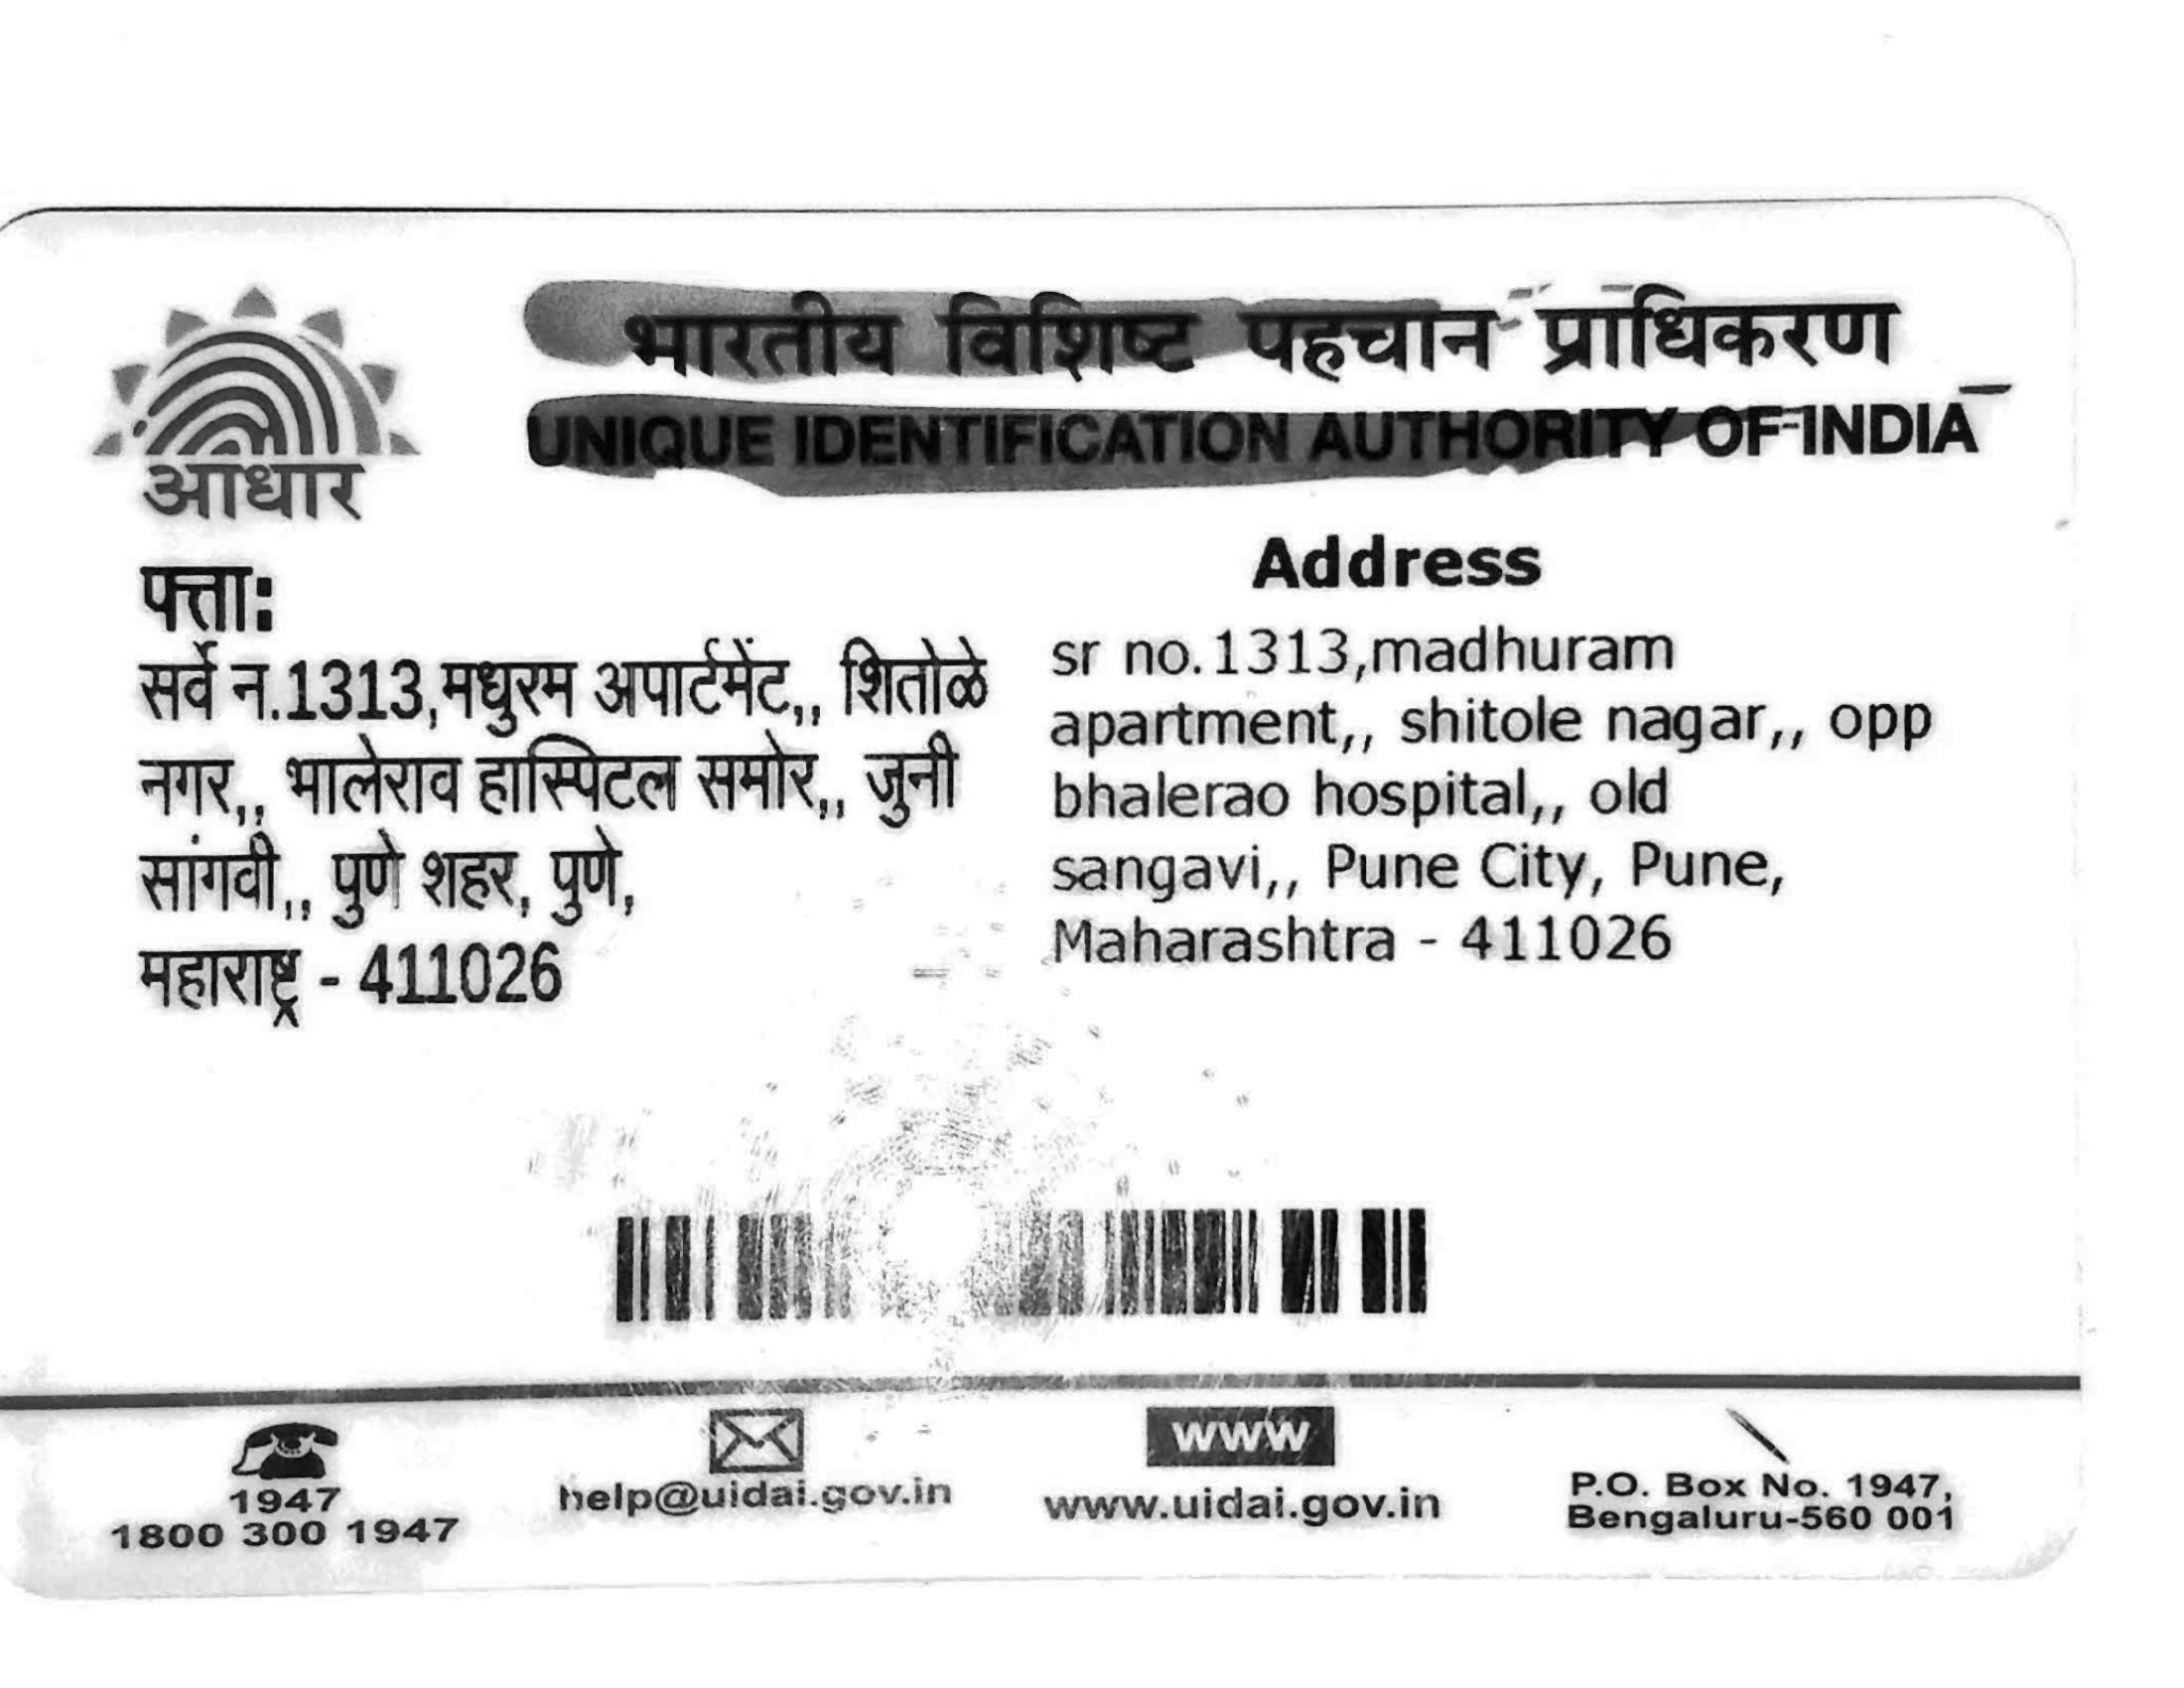 भारतीय विशिष्ट पहचान प्राधिकरण
UNIQUE IDENTIFICATION AUTHORITY OF INDIA
आधार
पत्ता:
सर्वे न.1313,मधुरम अपार्टमेंट,, शितोळे
नगर,, भालेराव हास्पिटल समोर,, जुनी
सांगवी,, पुणे शहर, पुणे,
महाराष्ट्र - 411026
Address
sr no.1313,madhuram
apartment,, shitole nagar,, opp
bhalerao hospital,, old
sangavi,, Pune City, Pune,
Maharashtra - 411026
1947
1800 300 1947
help@uidai.gov.in
www
www.uidai.gov.in
P.O. Box No. 1947,
Bengaluru-560 001